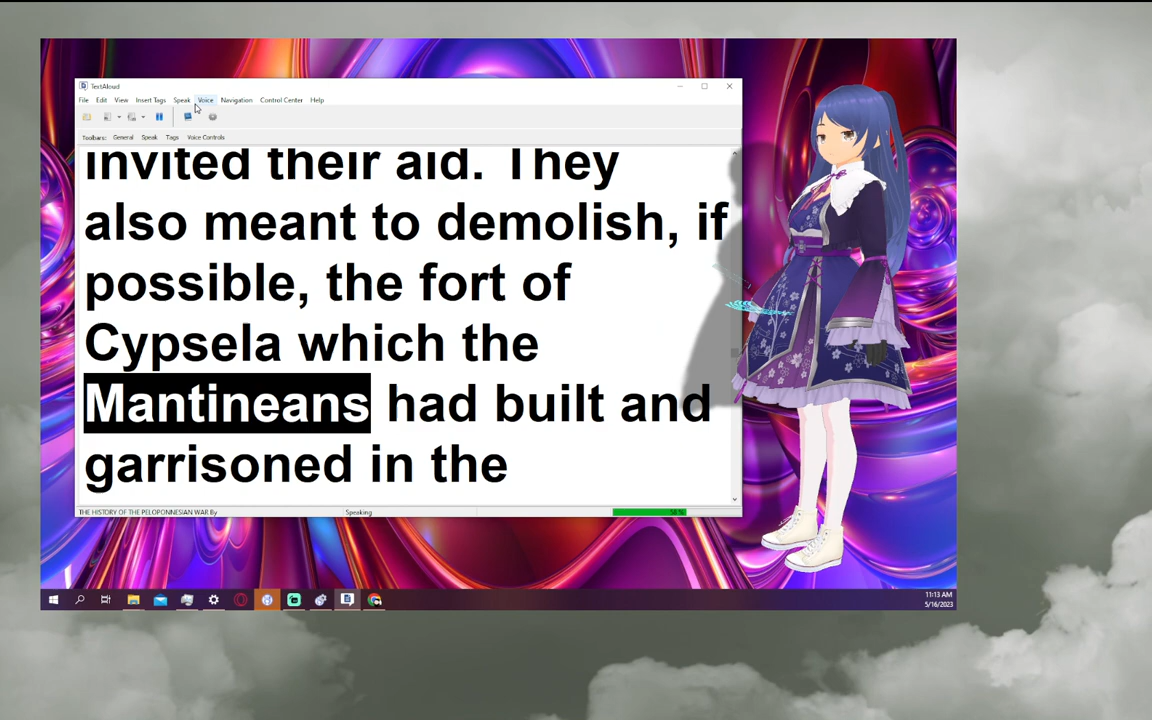 TextAloud
File Edit View Insert Tags Speak Voice Navigation Control Center Help
Toolbars: General Speak Tags Voice Controls
invited their aid. They
also meant to demolish, if
possible, the fort of
Cypsela which the
Mantineans had built and
garrisoned in the
THE HISTORY OF THE PELOPONNESIAN WAR By Speaking
11:13 AM
5/16/2023